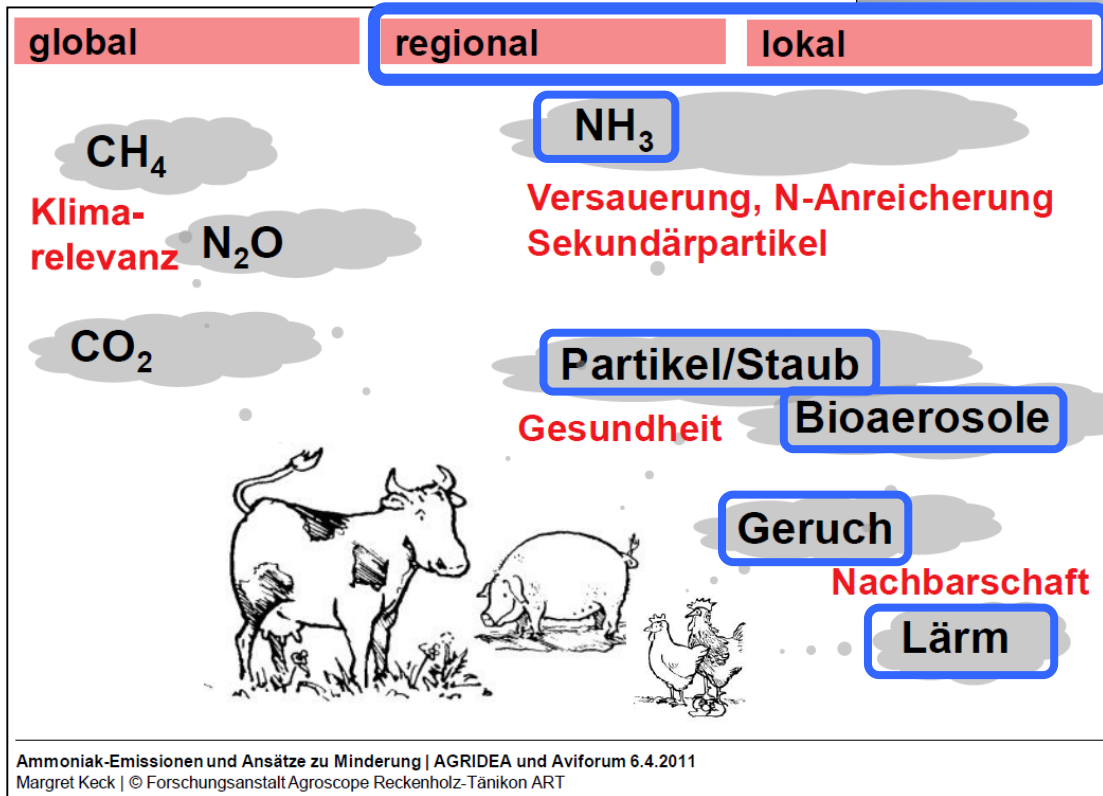 global
regional
lokal
CH₄
Klima-
relevanz
N₂O
CO₂
NH₃
Versauerung, N-Anreicherung
Sekundärpartikel
Partikel/Staub
Bioaerosole
Gesundheit
Geruch
Nachbarschaft
Lärm
Ammoniak-Emissionen und Ansätze zu Minderung | AGRIDEA und Aviforum 6.4.2011
Margret Keck | © Forschungsanstalt Agroscope Reckenholz-Tänikon ART